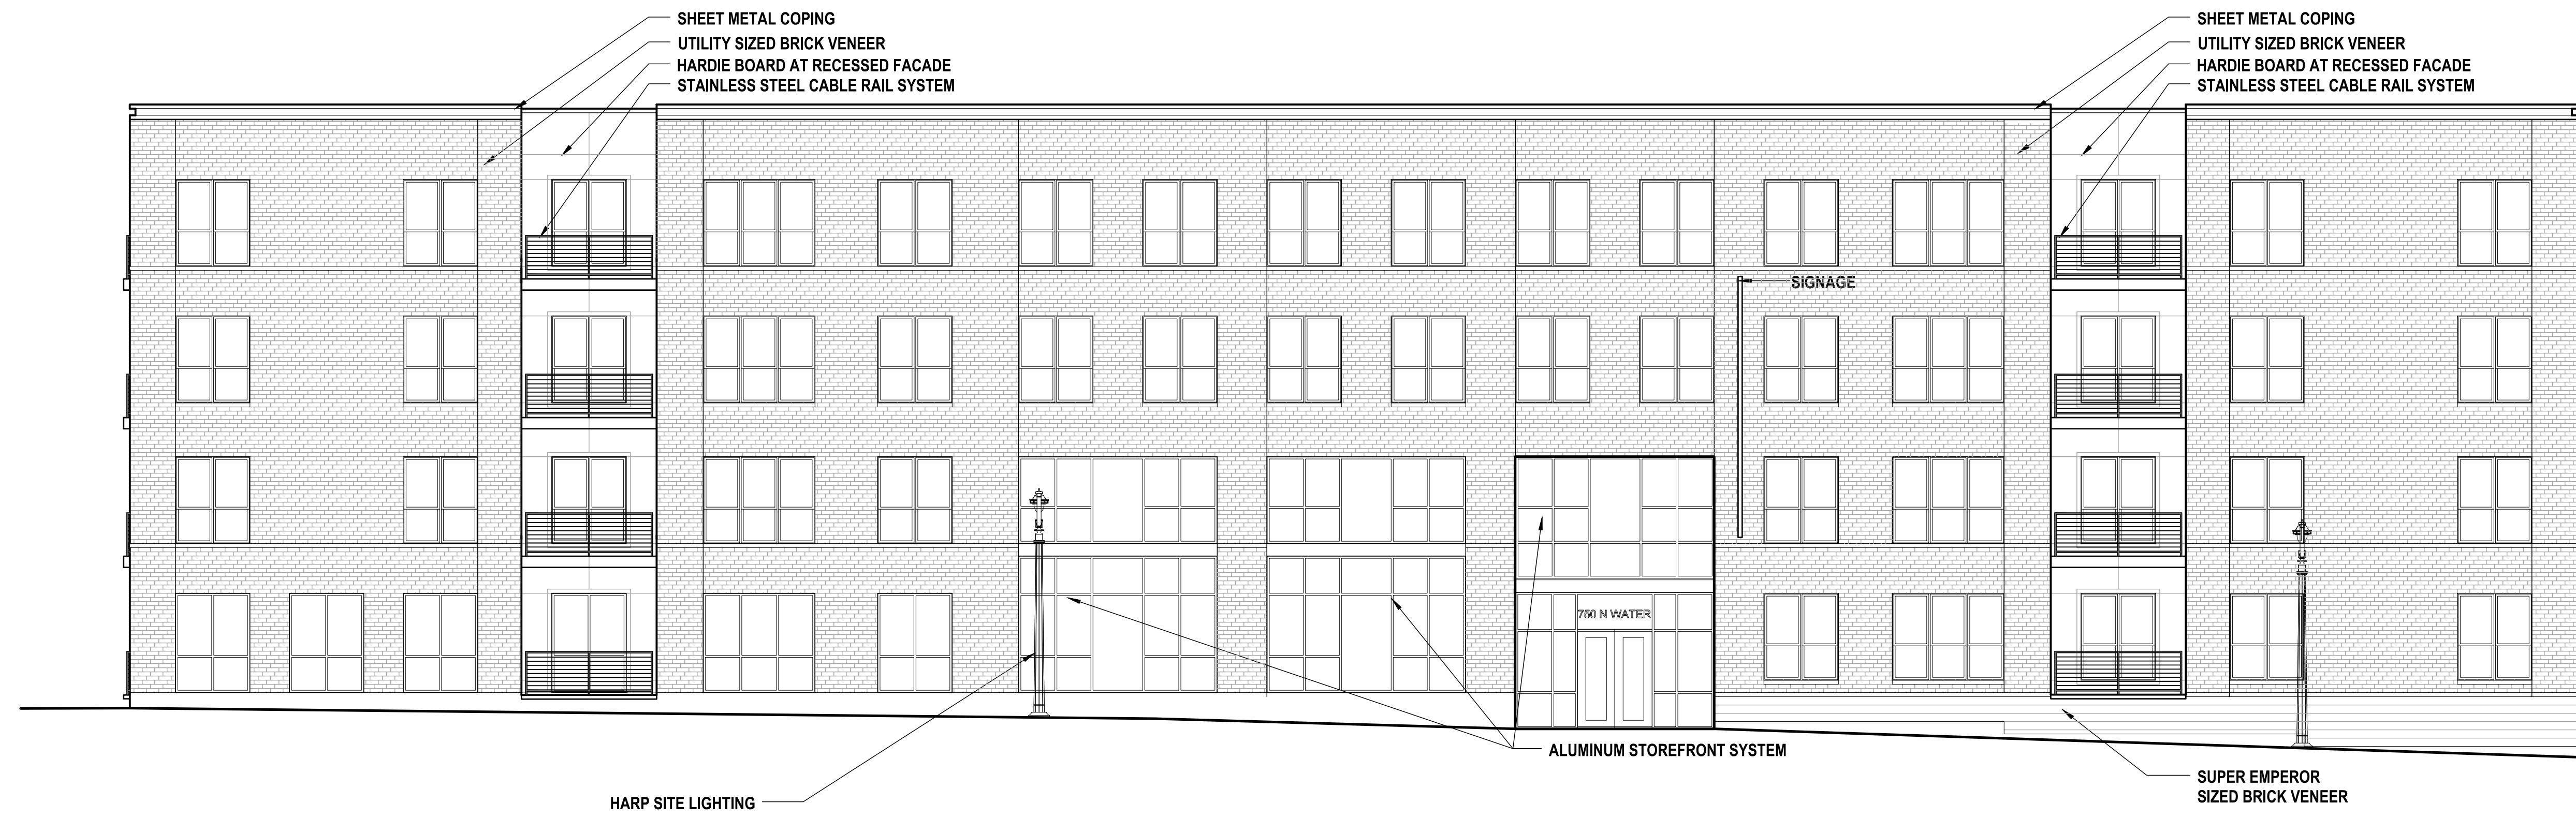 SHEET METAL COPING
UTILITY SIZED BRICK VENEER
HARDIE BOARD AT RECESSED FACADE
STAINLESS STEEL CABLE RAIL SYSTEM
SHEET METAL COPING
UTILITY SIZED BRICK VENEER
HARDIE BOARD AT RECESSED FACADE
STAINLESS STEEL CABLE RAIL SYSTEM
SIGNAGE
750 N WATER
ALUMINUM STOREFRONT SYSTEM
HARP SITE LIGHTING
SUPER EMPEROR
SIZED BRICK VENEER